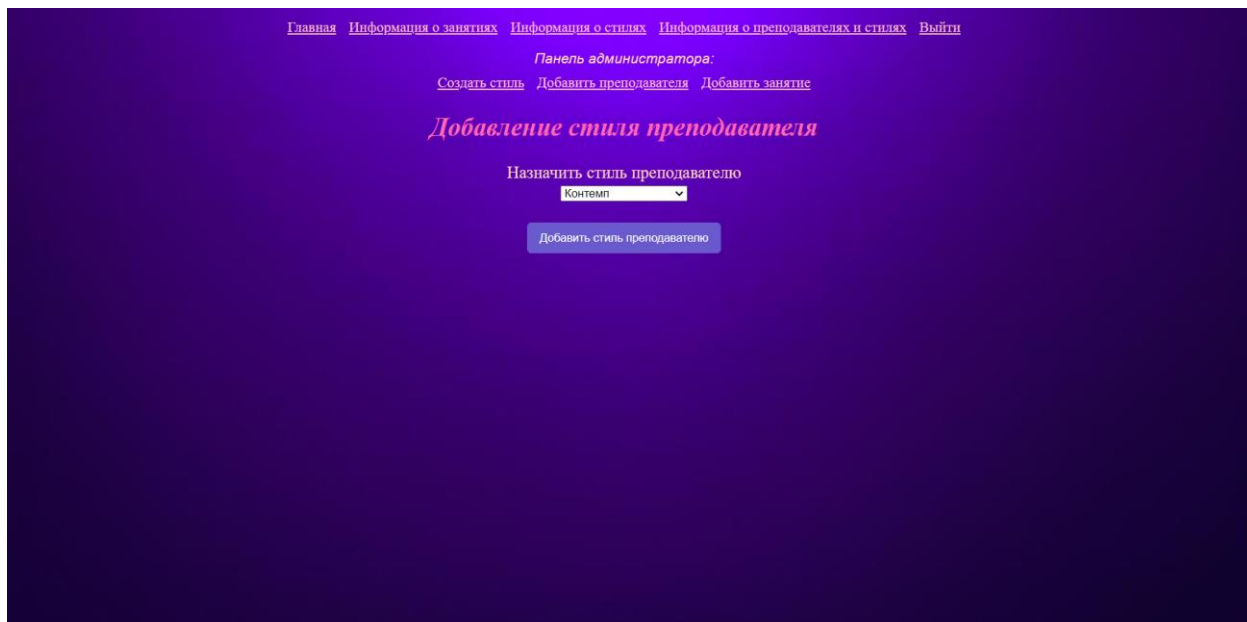 Главная Информация о занятиях Информация о стилях Информация о преподавателях и стилях Выйти
Панель администратора:
Создать стиль Добавить преподавателя Добавить занятие
Добавление стиля преподавателя
Назначить стиль преподавателю
Контемп
Добавить стиль преподавателю